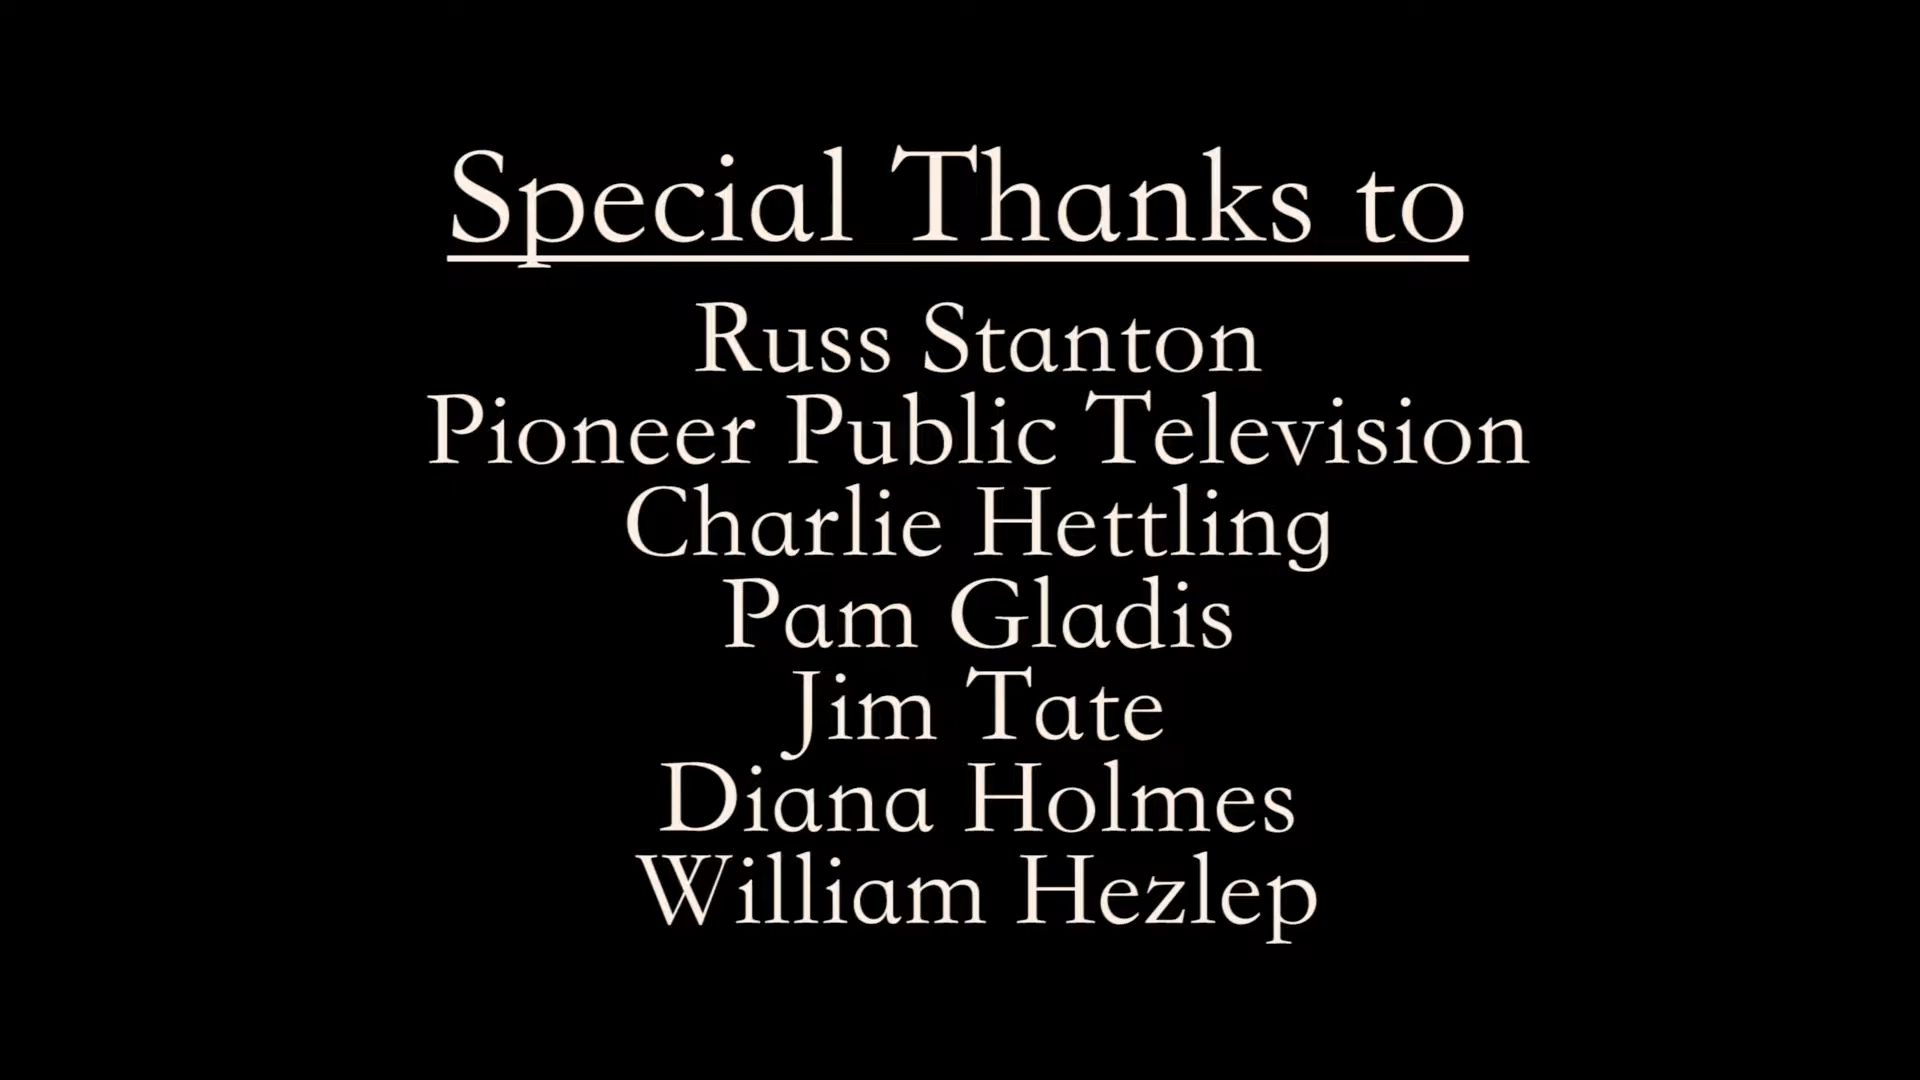 Special Thanks to
Russ Stanton
Pioneer Public Television
Charlie Hettling
Pam Gladis
Jim Tate
Diana Holmes
William Hezlep